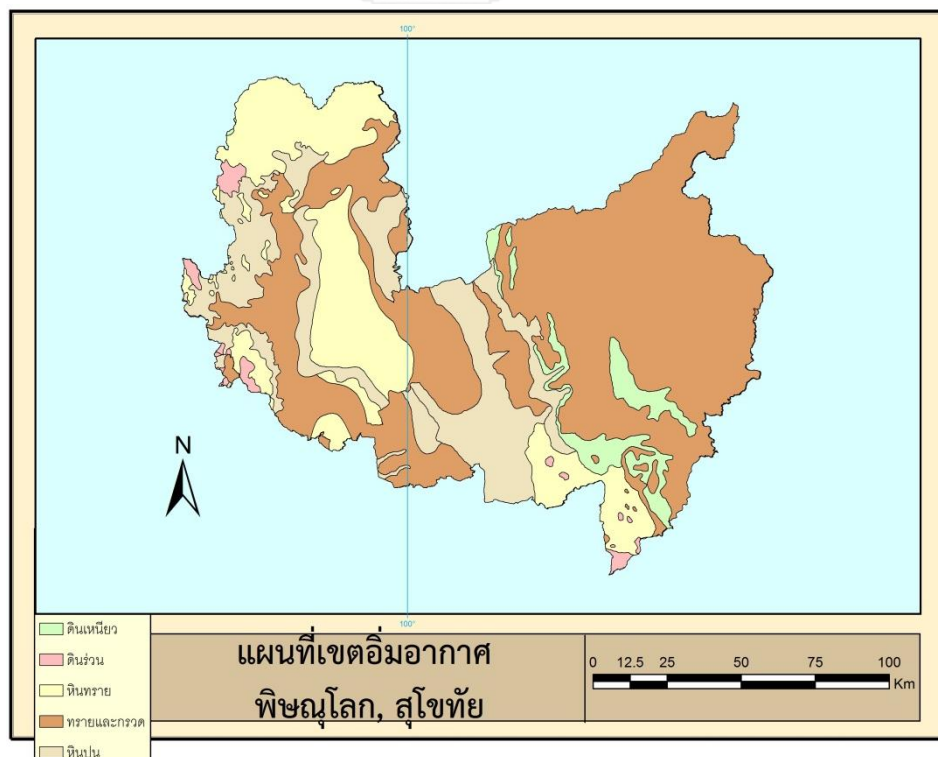 100°
N
100°
ดินเหนียว
ดินร่วน
หินทราย
ทรายและกรวด
หินปูน
แผนที่เขตอิ่มอากาศ
พิษณุโลก, สุโขทัย
0 12.5 25 50 75 100
Km